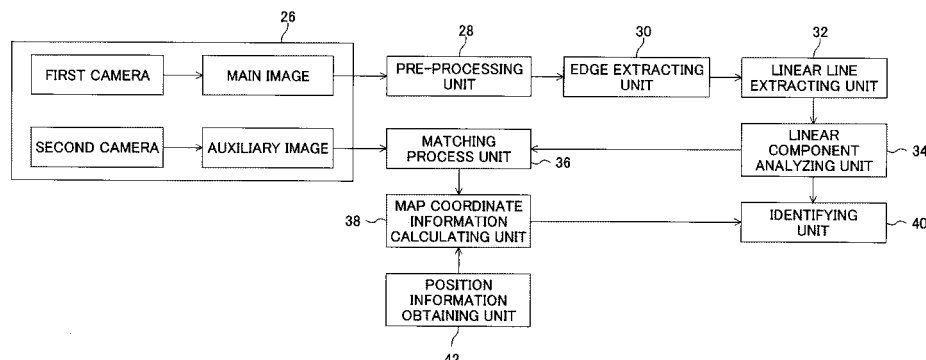 26
28
30
32
FIRST CAMERA
MAIN IMAGE
PRE-PROCESSING
UNIT
EDGE EXTRACTING
UNIT
LINEAR LINE
EXTRACTING UNIT
SECOND CAMERA
AUXILIARY IMAGE
MATCHING
PROCESS UNIT
36
LINEAR
COMPONENT
ANALYZING UNIT
34
38
MAP COORDINATE
INFORMATION
CALCULATING UNIT
IDENTIFYING
UNIT
40
POSITION
INFORMATION
OBTAINING UNIT
42